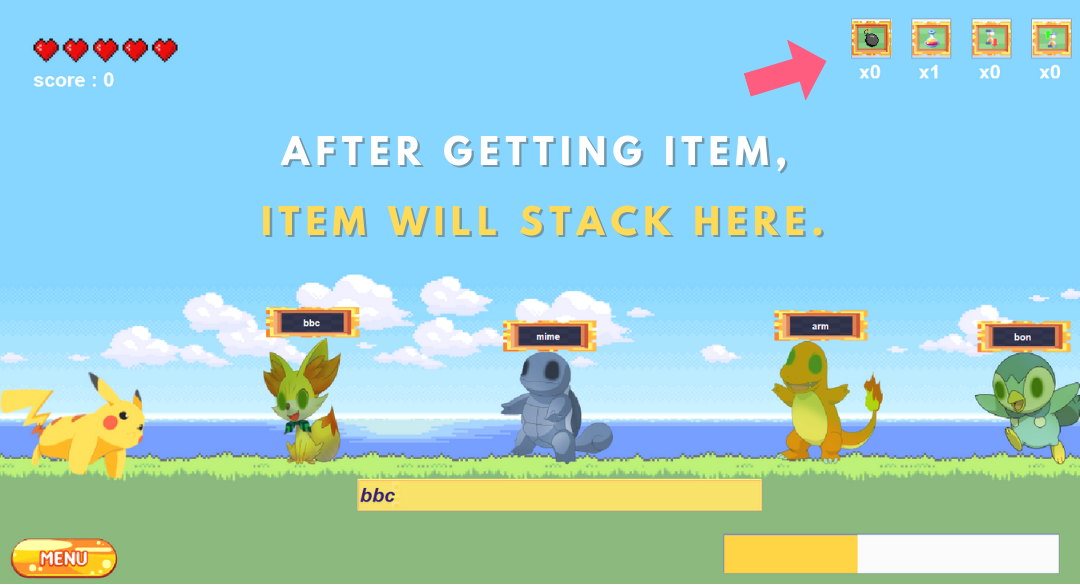 score : 0
x0 x1 x0 x0
AFTER GETTING ITEM,
ITEM WILL STACK HERE.
bbc
mime
arm
bon
bbc
MENU